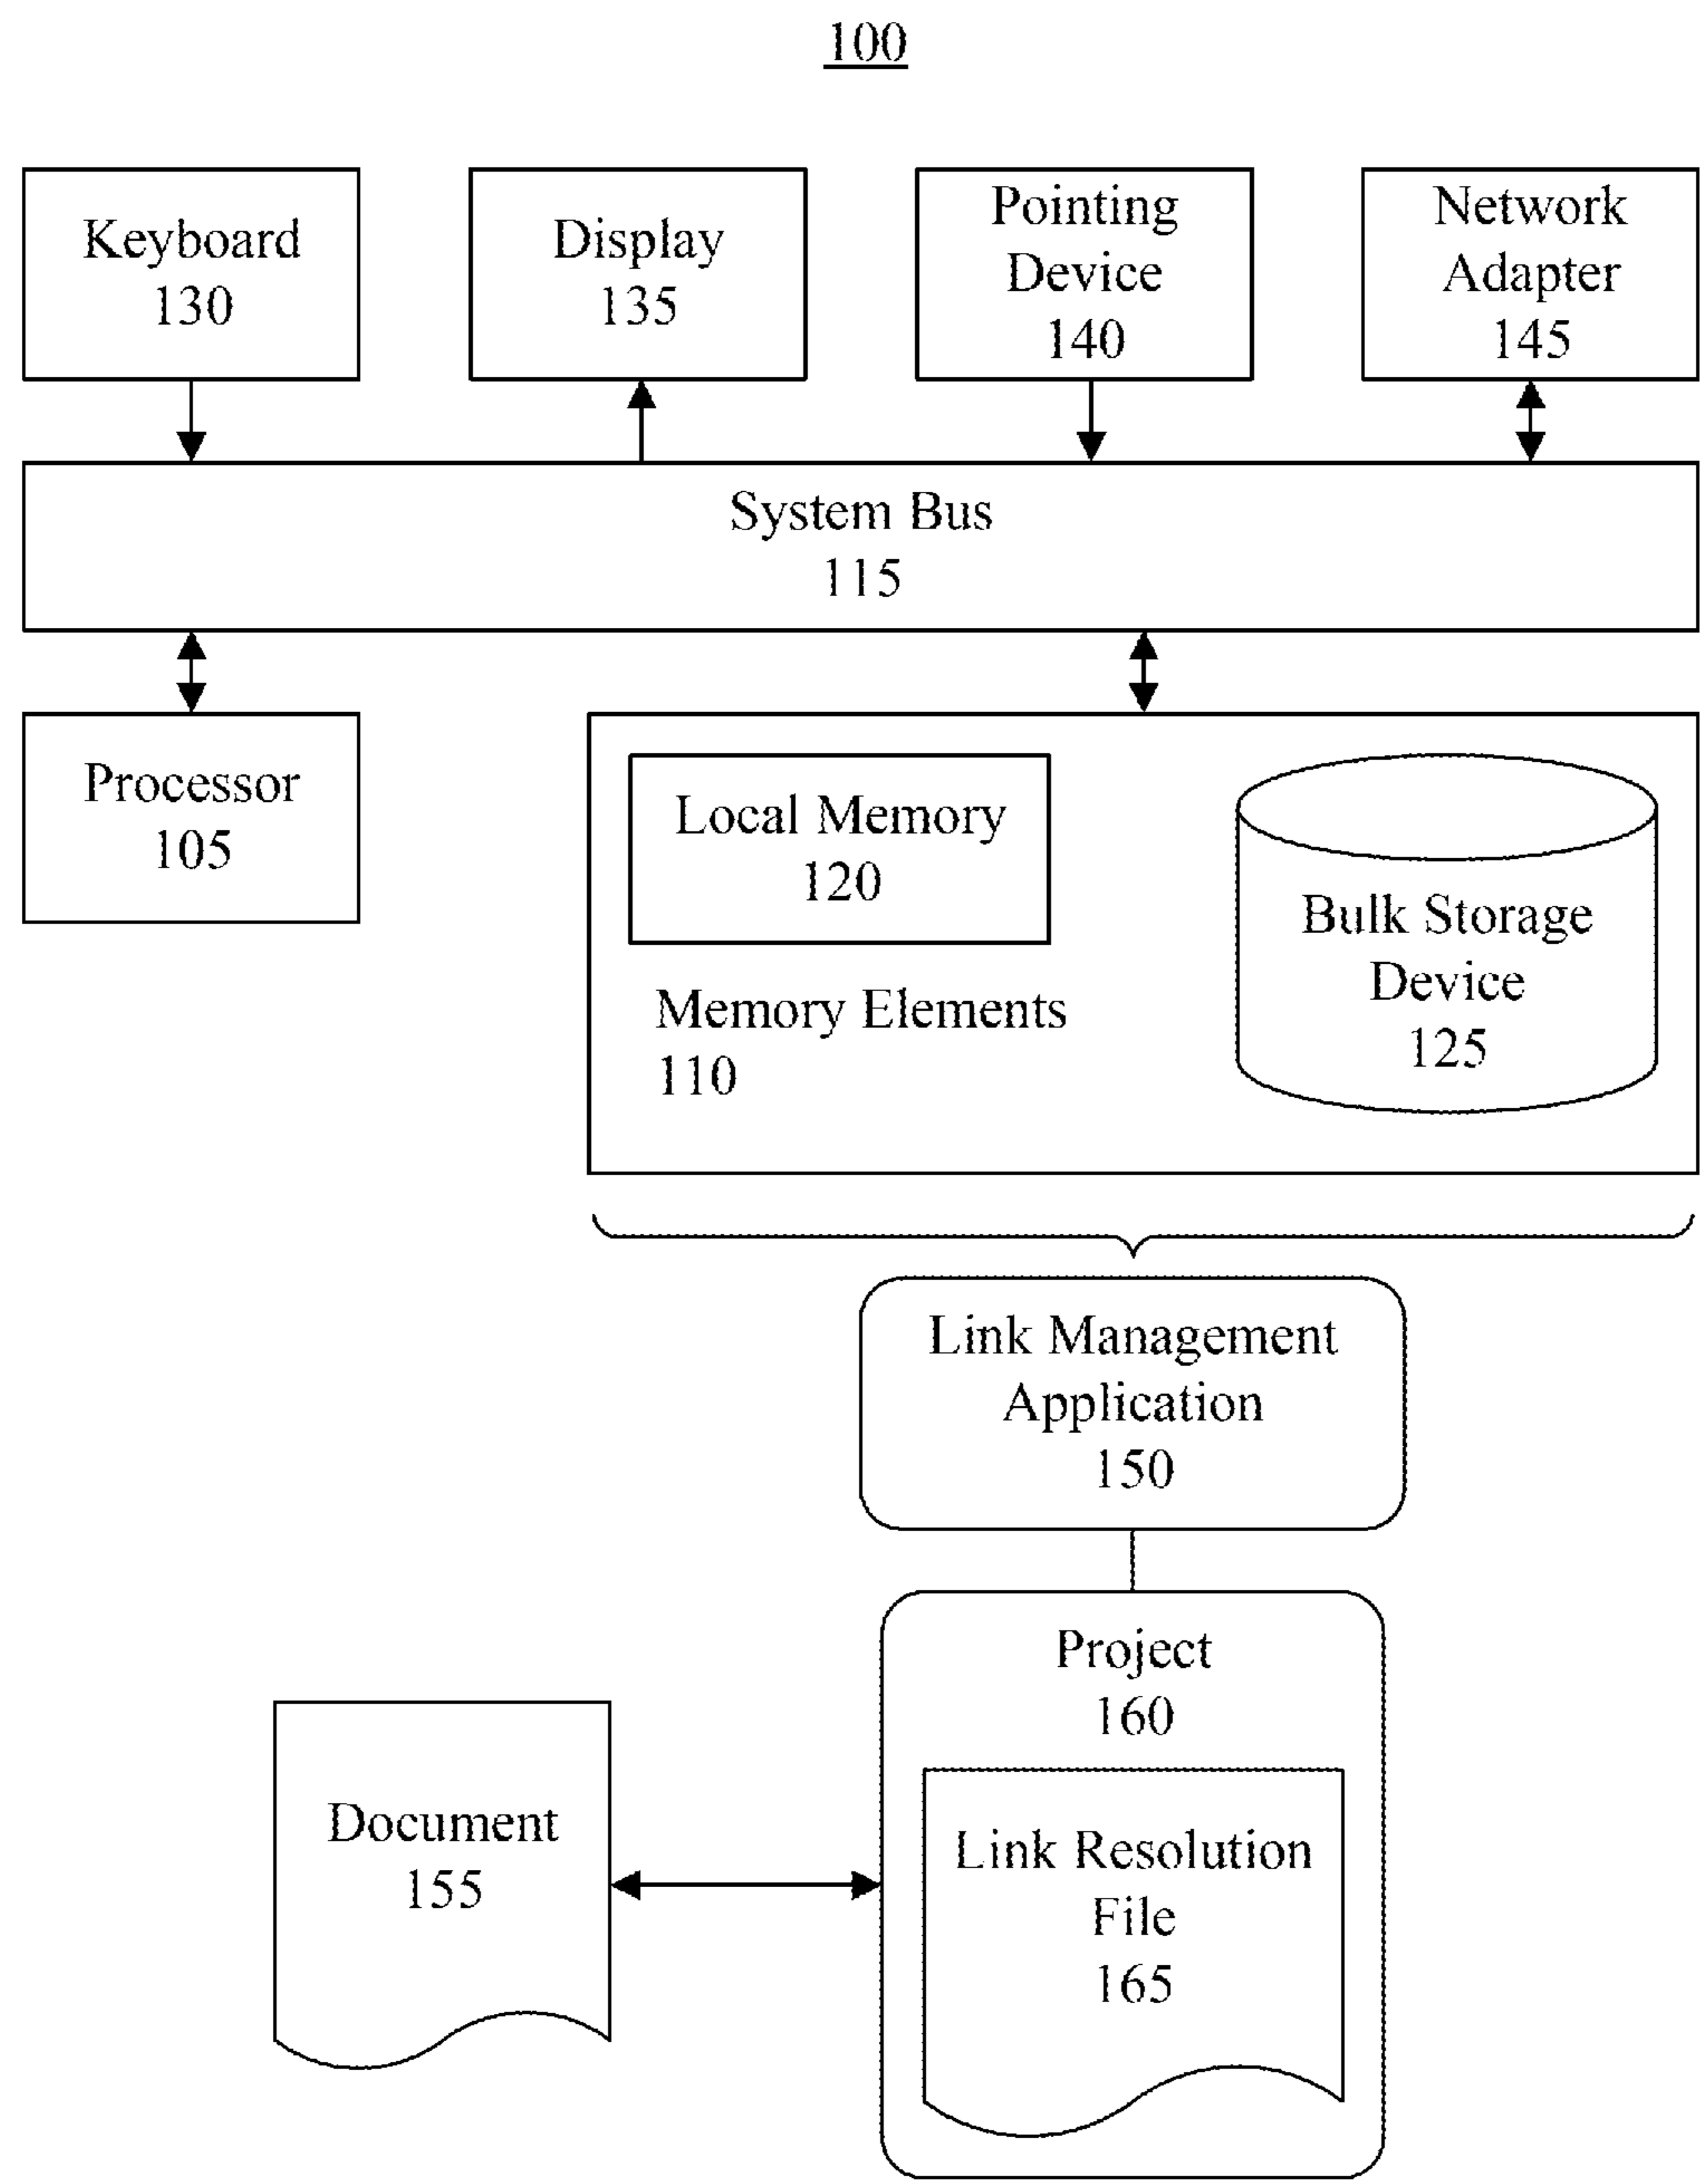 100
Keyboard
130
Display
135
Pointing
Device
140
Network
Adapter
145
System Bus
115
Processor
105
Local Memory
120
Memory Elements
110
Bulk Storage
Device
125
Link Management
Application
150
Project
160
Document
155
Link Resolution
File
165